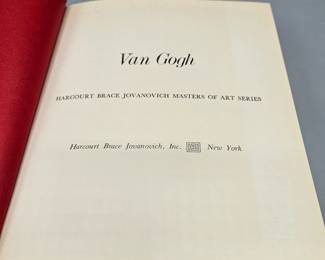 Van Gogh
HARCOURT BRACE JOVANOVICH MASTERS OF ART SERIES
Harcourt Brace Jovanovich, Inc. New York